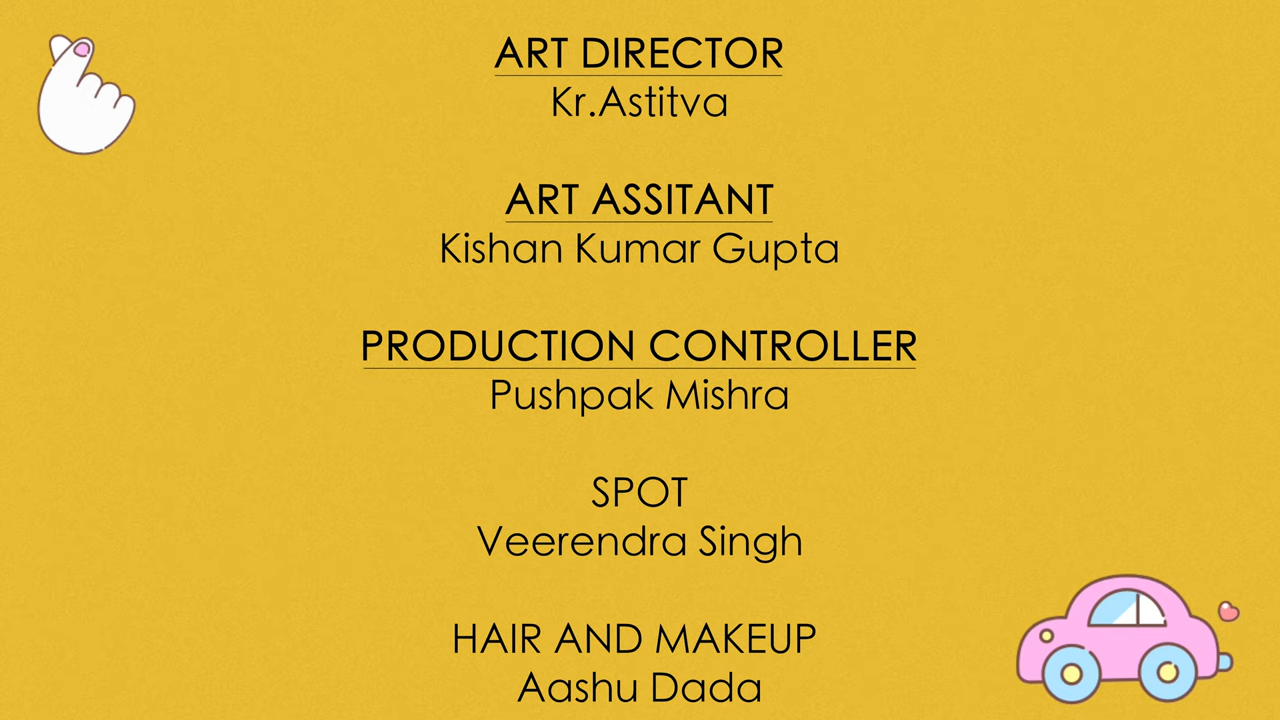 ART DIRECTOR
Kr.Astitva
ART ASSITANT
Kishan Kumar Gupta
PRODUCTION CONTROLLER
Pushpak Mishra
SPOT
Veerendra Singh
HAIR AND MAKEUP
Aashu Dada